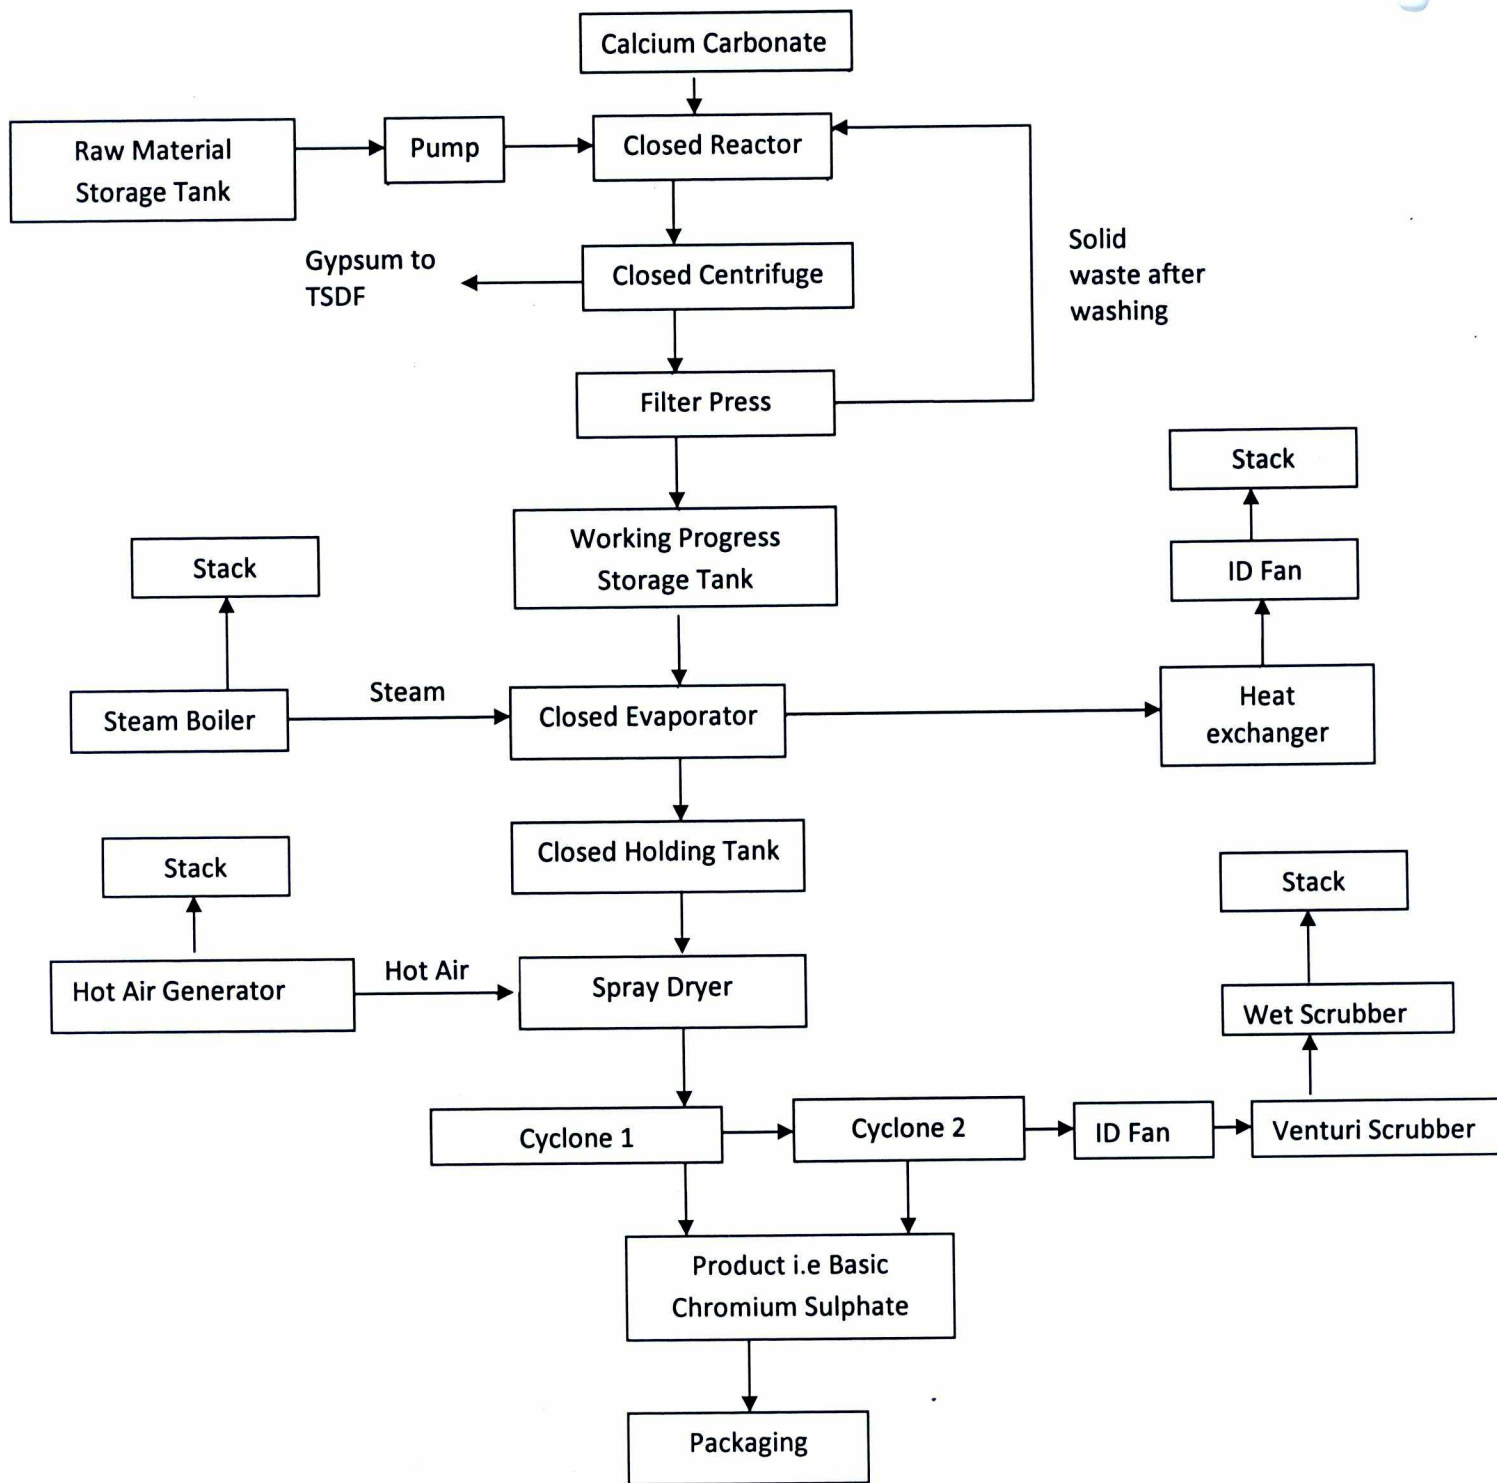 Calcium Carbonate
Raw Material
Storage Tank
Pump
Closed Reactor
Gypsum to
TSDF
Closed Centrifuge
Solid
waste after
washing
Filter Press
Stack
Working Progress
Storage Tank
Stack
ID Fan
Steam Boiler
Steam
Closed Evaporator
Heat
exchanger
Stack
Closed Holding Tank
Stack
Hot Air Generator
Hot Air
Spray Dryer
Wet Scrubber
Cyclone 1
Cyclone 2
ID Fan
Venturi Scrubber
Product i.e Basic
Chromium Sulphate
Packaging